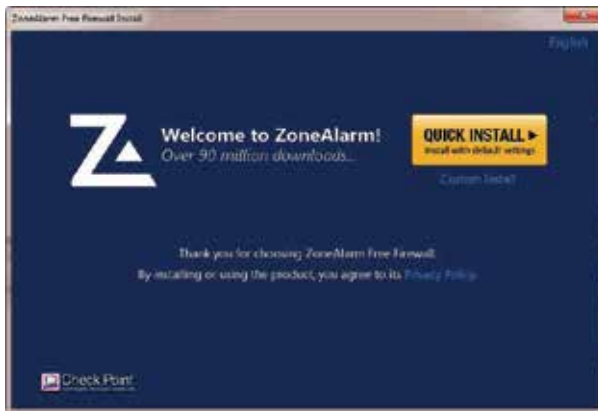 ZoneAlarm Free Firewall Install
English
Welcome to ZoneAlarm!
Over 90 million downloads...
QUICK INSTALL ▶
Install with default settings
Custom Install
Thank you for choosing ZoneAlarm Free Firewall.
By installing or using the product, you agree to its Privacy Policy.
Check Point